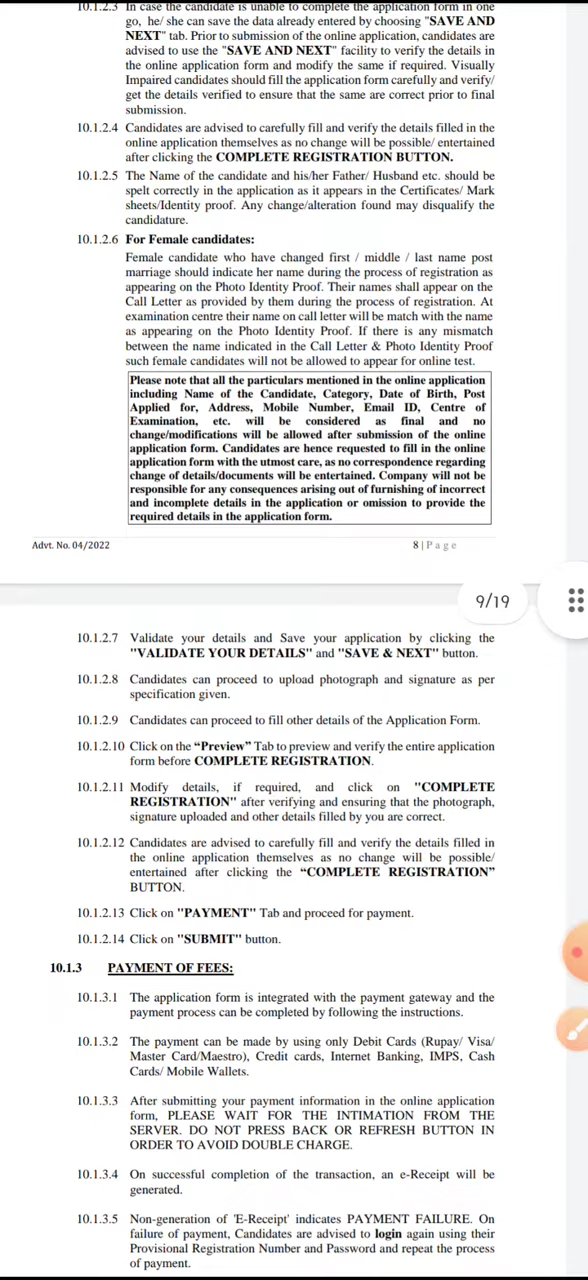 10.1.2.3 In case the candidate is unable to complete the application form in one
go, he/ she can save the data already entered by choosing "SAVE AND
NEXT" tab. Prior to submission of the online application, candidates are
advised to use the "SAVE AND NEXT" facility to verify the details in
the online application form and modify the same if required. Visually
Impaired candidates should fill the application form carefully and verify/
get the details verified to ensure that the same are correct prior to final
submission.
10.1.2.4 Candidates are advised to carefully fill and verify the details filled in the
online application themselves as no change will be possible/ entertained
after clicking the COMPLETE REGISTRATION BUTTON.
10.1.2.5 The Name of the candidate and his/her Father/ Husband etc. should be
spelt correctly in the application as it appears in the Certificates/ Mark
sheets/Identity proof. Any change/alteration found may disqualify the
candidature.
10.1.2.6 For Female candidates:
Female candidate who have changed first / middle / last name post
marriage should indicate her name during the process of registration as
appearing on the Photo Identity Proof. Their names shall appear on the
Call Letter as provided by them during the process of registration. At
examination centre their name on call letter will be match with the name
as appearing on the Photo Identity Proof. If there is any mismatch
between the name indicated in the Call Letter & Photo Identity Proof
such female candidates will not be allowed to appear for online test.
Please note that all the particulars mentioned in the online application
including Name of the Candidate, Category, Date of Birth, Post
Applied for, Address, Mobile Number, Email ID, Centre of
Examination, etc. will be considered as final and no
change/modifications will be allowed after submission of the online
application form. Candidates are hence requested to fill in the online
application form with the utmost care, as no correspondence regarding
change of details/documents will be entertained. Company will not be
responsible for any consequences arising out of furnishing of incorrect
and incomplete details in the application or omission to provide the
required details in the application form.
Advt. No. 04/2022 8 | Page
9/19
10.1.2.7 Validate your details and Save your application by clicking the
"VALIDATE YOUR DETAILS" and "SAVE & NEXT" button.
10.1.2.8 Candidates can proceed to upload photograph and signature as per
specification given.
10.1.2.9 Candidates can proceed to fill other details of the Application Form.
10.1.2.10 Click on the “Preview” Tab to preview and verify the entire application
form before COMPLETE REGISTRATION.
10.1.2.11 Modify details, if required, and click on "COMPLETE
REGISTRATION" after verifying and ensuring that the photograph,
signature uploaded and other details filled by you are correct.
10.1.2.12 Candidates are advised to carefully fill and verify the details filled in
the online application themselves as no change will be possible/
entertained after clicking the “COMPLETE REGISTRATION”
BUTTON.
10.1.2.13 Click on "PAYMENT" Tab and proceed for payment.
10.1.2.14 Click on "SUBMIT" button.
10.1.3 PAYMENT OF FEES:
10.1.3.1 The application form is integrated with the payment gateway and the
payment process can be completed by following the instructions.
10.1.3.2 The payment can be made by using only Debit Cards (Rupay/ Visa/
Master Card/Maestro), Credit cards, Internet Banking, IMPS, Cash
Cards/ Mobile Wallets.
10.1.3.3 After submitting your payment information in the online application
form, PLEASE WAIT FOR THE INTIMATION FROM THE
SERVER. DO NOT PRESS BACK OR REFRESH BUTTON IN
ORDER TO AVOID DOUBLE CHARGE.
10.1.3.4 On successful completion of the transaction, an e-Receipt will be
generated.
10.1.3.5 Non-generation of 'E-Receipt' indicates PAYMENT FAILURE. On
failure of payment, Candidates are advised to login again using their
Provisional Registration Number and Password and repeat the process
of payment.